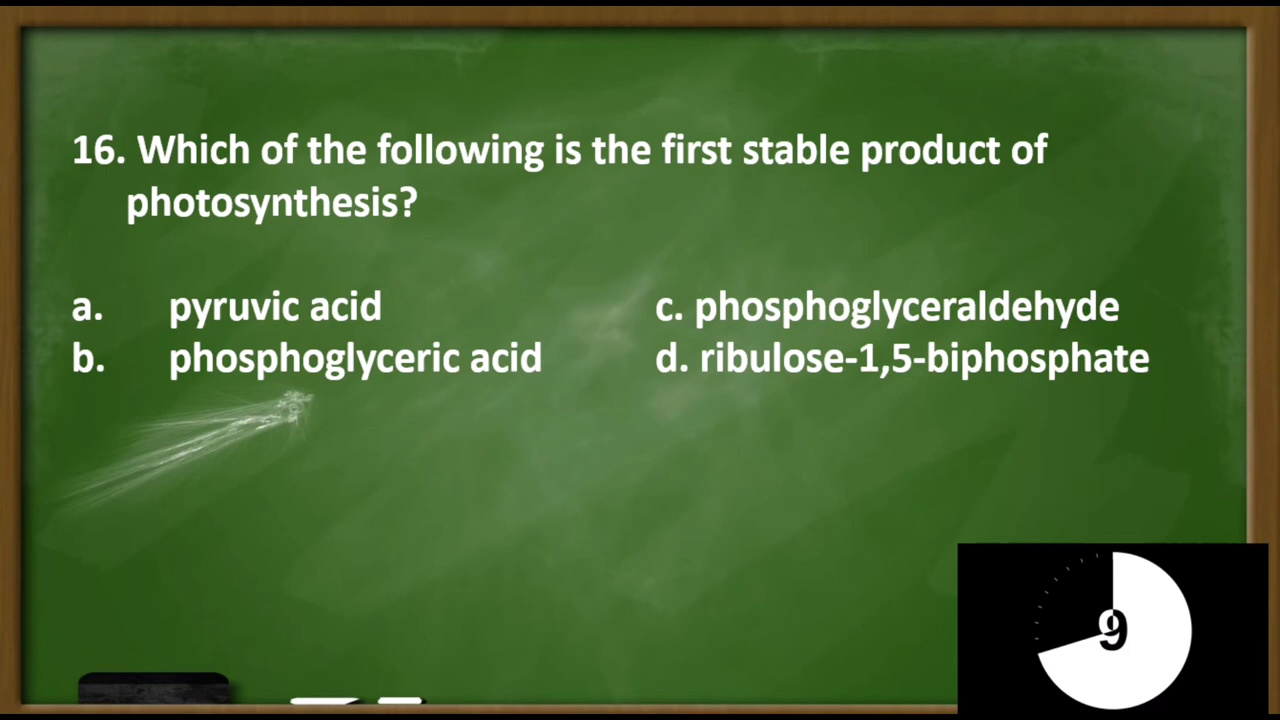 16. Which of the following is the first stable product of
photosynthesis?
a. pyruvic acid c. phosphoglyceraldehyde
b. phosphoglyceric acid d. ribulose-1,5-biphosphate
9